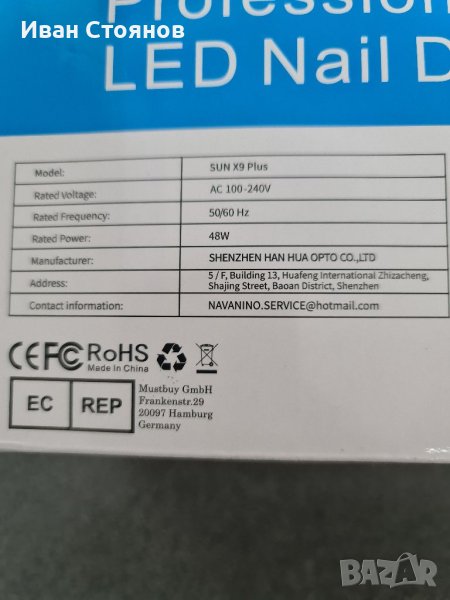 Иван Стоянов
Profession
LED Nail D
Model: SUN X9 Plus
Rated Voltage: AC 100-240V
Rated Frequency: 50/60 Hz
Rated Power: 48W
Manufacturer: SHENZHEN HAN HUA OPTO CO.,LTD
Address: 5 / F, Building 13, Huafeng International Zhizacheng,
Shajing Street, Baoan District, Shenzhen
Contact information: NAVANINO.SERVICE@hotmail.com
CE FC RoHS
Made In China
EC REP
Mustbuy GmbH
Frankenstr.29
20097 Hamburg
Germany
BAZAR